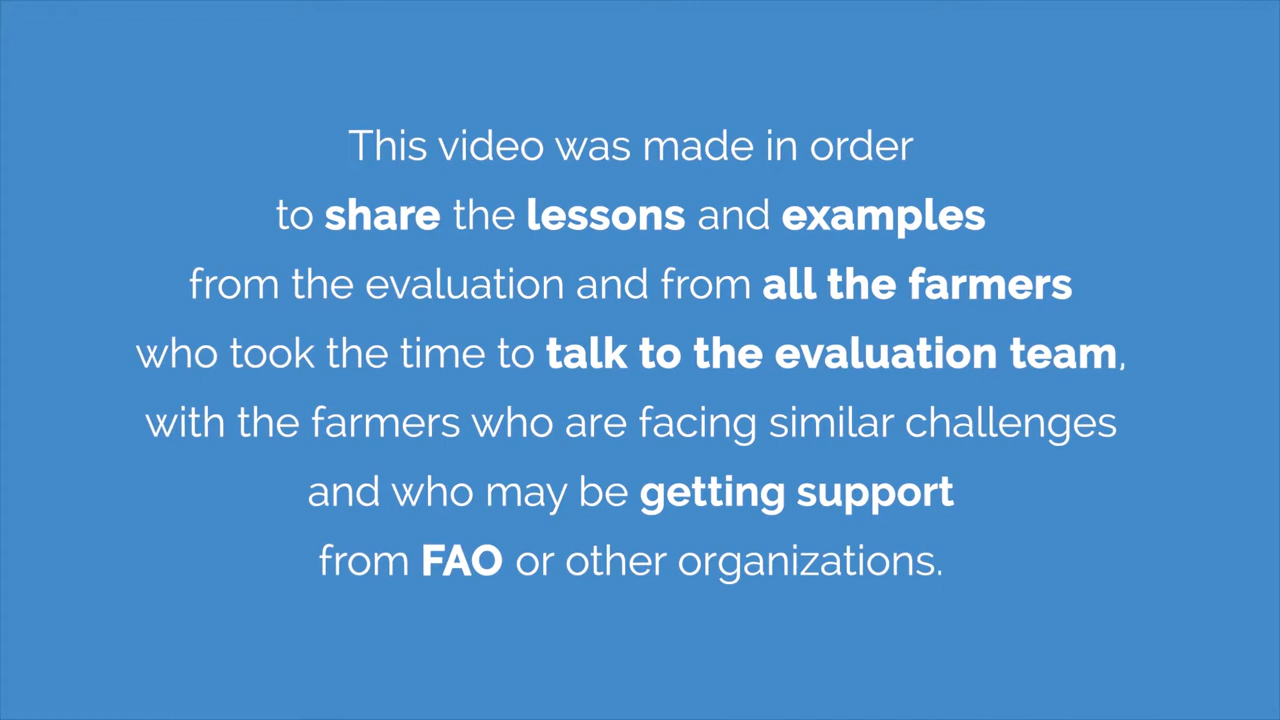 This video was made in order
to share the lessons and examples
from the evaluation and from all the farmers
who took the time to talk to the evaluation team,
with the farmers who are facing similar challenges
and who may be getting support
from FAO or other organizations.